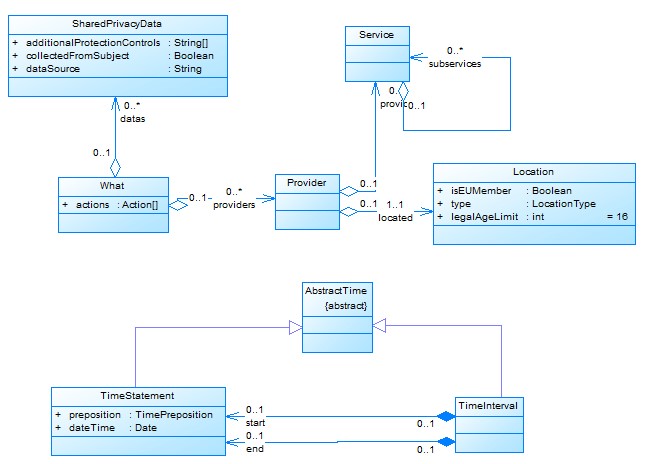 SharedPrivacyData
+ additionalProtectionControls : String[]
+ collectedFromSubject : Boolean
+ dataSource : String
0..*
datas
0..1
What
+ actions : Action[]
0..1
0..*
providers
Provider
0..1
0..1
Service
0..*
subservices
0..1
1..1
located
Location
+ isEUMember : Boolean
+ type : LocationType
+ legalAgeLimit : int = 16
AbstractTime
{abstract}
TimeStatement
+ preposition : TimePreposition
+ dateTime : Date
0..1
start
0..1
end
0..1
0..1
TimeInterval